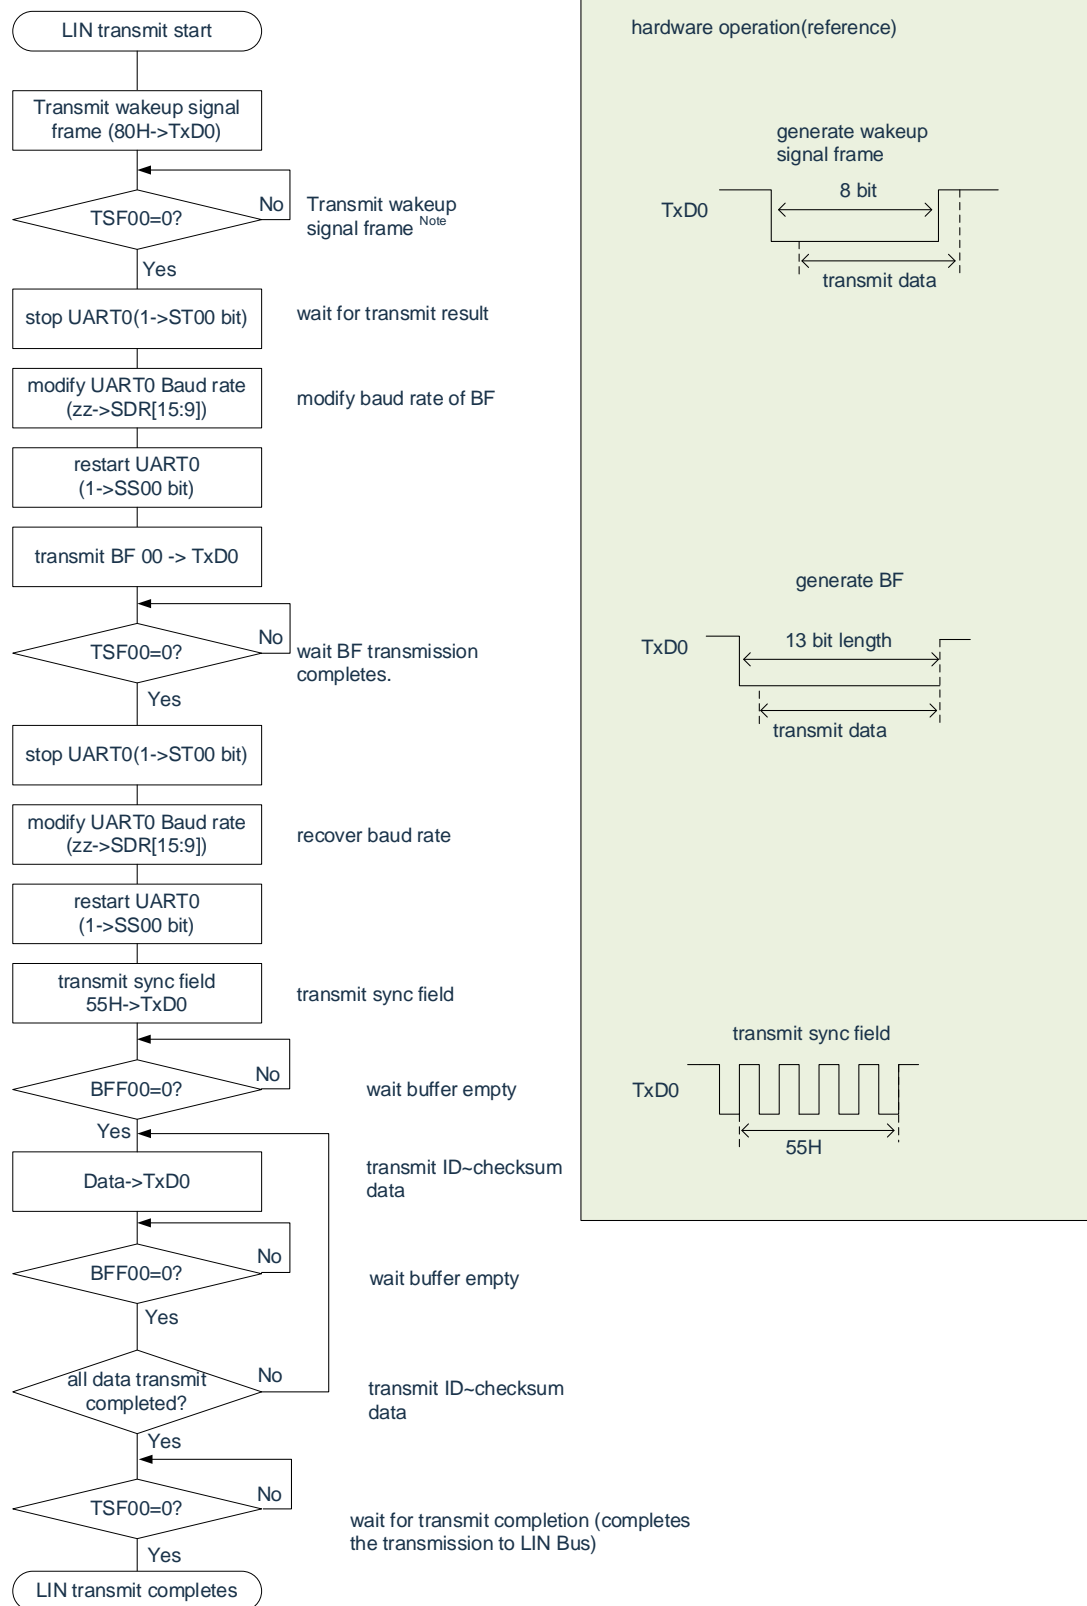 LIN transmit start
Transmit wakeup signal
frame (80H->TxD0)
TSF00=0?
No
Transmit wakeup
signal frame Note
Yes
stop UART0(1->ST00 bit)
wait for transmit result
modify UART0 Baud rate
(zz->SDR[15:9])
modify baud rate of BF
restart UART0
(1->SS00 bit)
transmit BF 00 -> TxD0
TSF00=0?
No
wait BF transmission
completes.
Yes
stop UART0(1->ST00 bit)
modify UART0 Baud rate
(zz->SDR[15:9])
recover baud rate
restart UART0
(1->SS00 bit)
transmit sync field
55H->TxD0
transmit sync field
BFF00=0?
No
wait buffer empty
Yes
Data->TxD0
transmit ID~checksum
data
BFF00=0?
No
wait buffer empty
Yes
all data transmit
completed?
No
transmit ID~checksum
data
Yes
TSF00=0?
No
wait for transmit completion (completes
the transmission to LIN Bus)
Yes
LIN transmit completes
hardware operation(reference)
generate wakeup
signal frame
TxD0
8 bit
transmit data
generate BF
TxD0
13 bit length
transmit data
transmit sync field
TxD0
55H